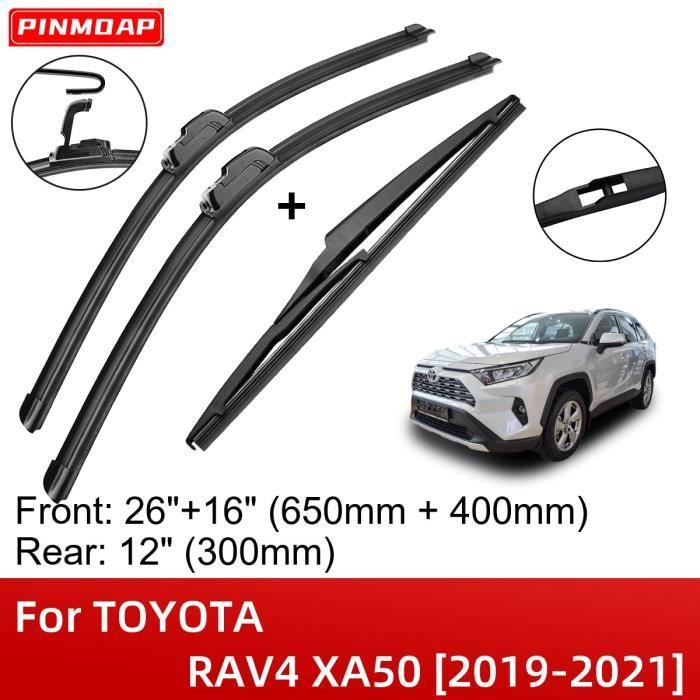 PINMOAP
+
Front: 26"+16" (650mm + 400mm)
Rear: 12" (300mm)
For TOYOTA
RAV4 XA50 [2019-2021]